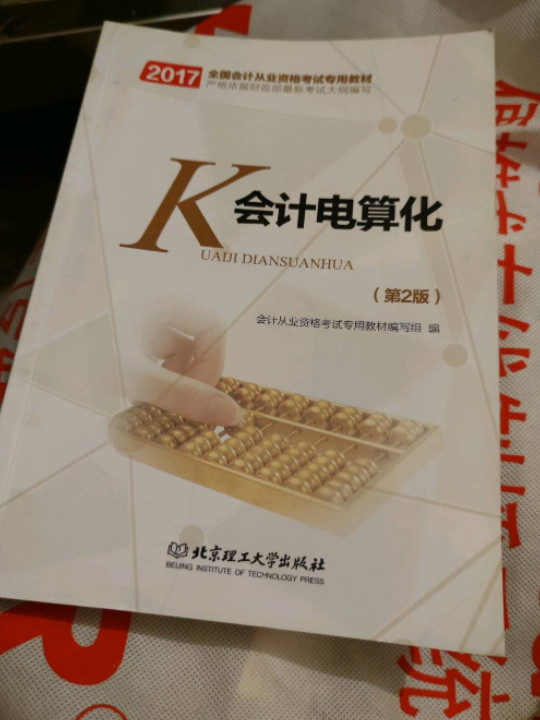 2017 全国会计从业资格考试专用教材
严格依据财政部最新考试大纲编写
K 会计电算化
UAIJI DIANSUANHUA
(第2版)
会计从业资格考试专用教材编写组 编
北京理工大学出版社
BEIJING INSTITUTE OF TECHNOLOGY PRESS